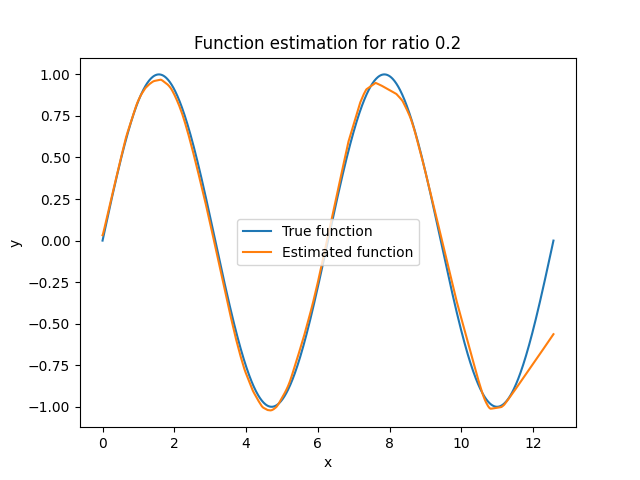 Function estimation for ratio 0.2
1.00
0.75
0.50
0.25
0.00
−0.25
−0.50
−0.75
−1.00
y
True function
Estimated function
0 2 4 6 8 10 12
x